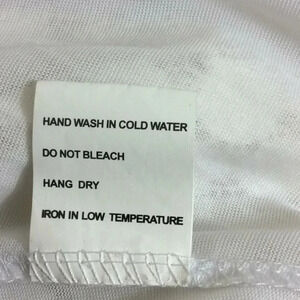 HAND WASH IN COLD WATER
DO NOT BLEACH
HANG DRY
IRON IN LOW TEMPERATURE